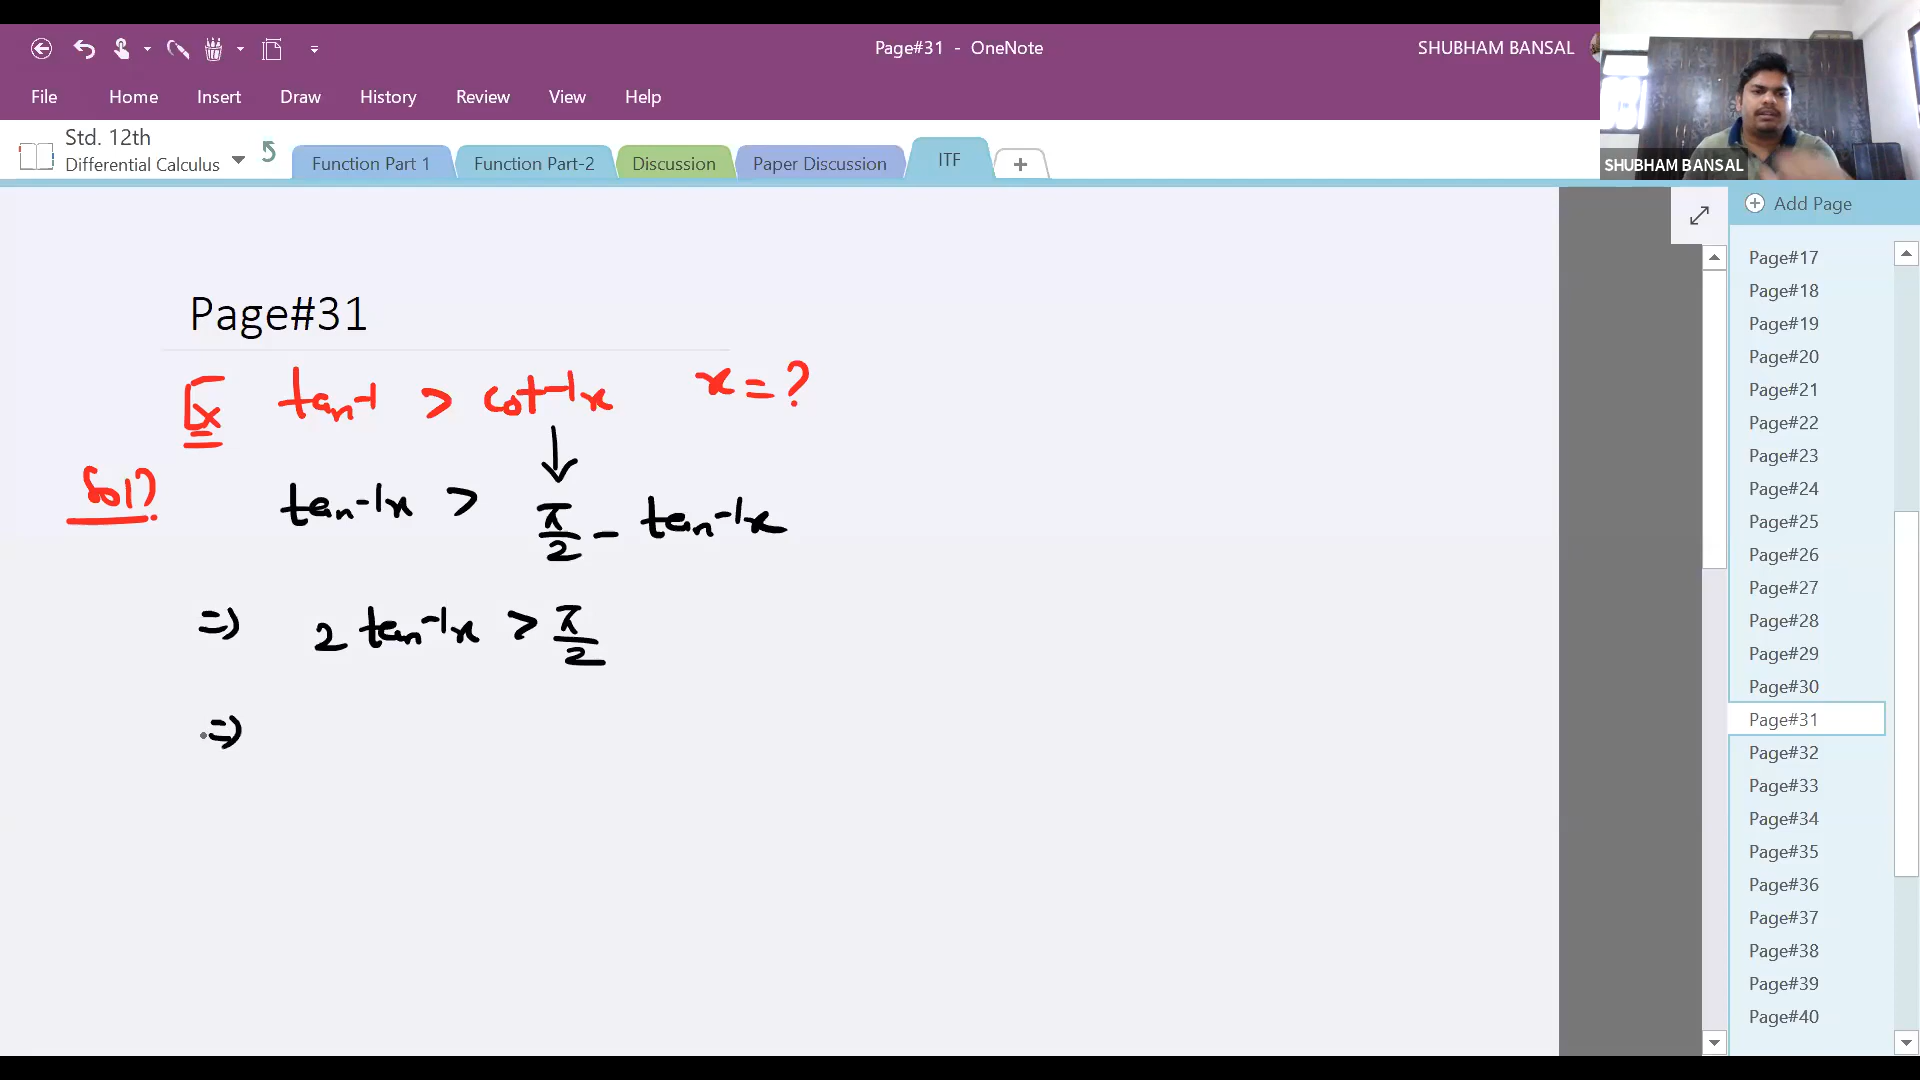 Page#31 - OneNote
SHUBHAM BANSAL
File Home Insert Draw History Review View Help
Std. 12th
Differential Calculus
Function Part 1 Function Part-2 Discussion Paper Discussion ITF +
SHUBHAM BANSAL
Add Page
Page#31
Ex tan⁻¹ > cot⁻¹x x = ?
Solⁿ.
tan⁻¹x > π/2 - tan⁻¹x
⇒ 2 tan⁻¹x > π/2
⇒
Page#17
Page#18
Page#19
Page#20
Page#21
Page#22
Page#23
Page#24
Page#25
Page#26
Page#27
Page#28
Page#29
Page#30
Page#31
Page#32
Page#33
Page#34
Page#35
Page#36
Page#37
Page#38
Page#39
Page#40